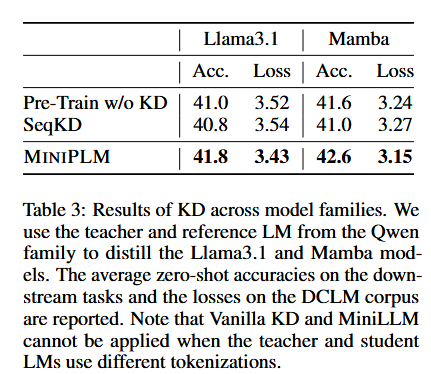 Llama3.1 Mamba
Acc. Loss Acc. Loss
Pre-Train w/o KD 41.0 3.52 41.6 3.24
SeqKD 40.8 3.54 41.0 3.27
MINIPLM 41.8 3.43 42.6 3.15
Table 3: Results of KD across model families. We
use the teacher and reference LM from the Qwen
family to distill the Llama3.1 and Mamba mod-
els. The average zero-shot accuracies on the down-
stream tasks and the losses on the DCLM corpus
are reported. Note that Vanilla KD and MiniLLM
cannot be applied when the teacher and student
LMs use different tokenizations.